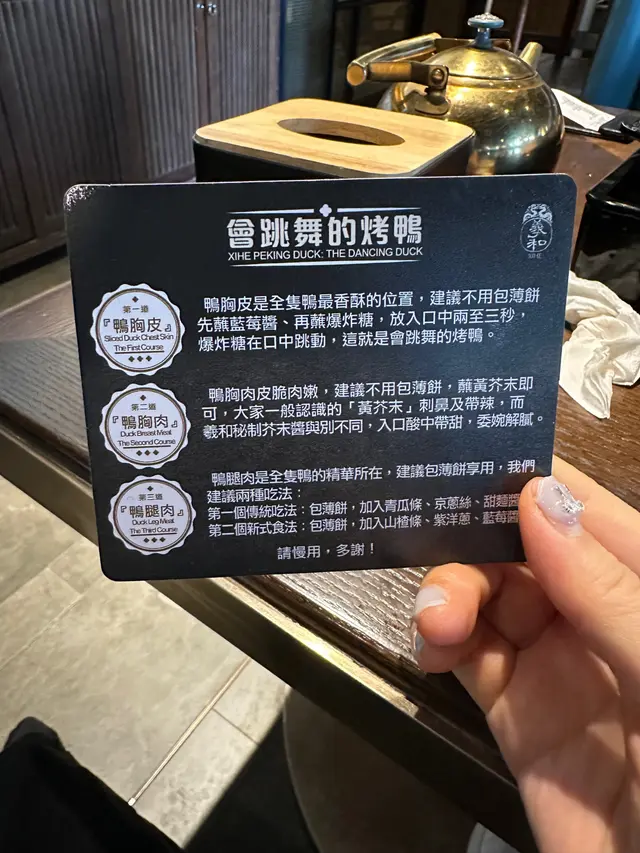 會跳舞的烤鴨
XIHE PEKING DUCK: THE DANCING DUCK
羲和
第一道
『鴨胸皮』
Sliced Duck Chest Skin
The First Course
鴨胸皮是全隻鴨最香酥的位置，建議不用包薄餅
先蘸藍莓醬、再蘸爆炸糖，放入口中兩至三秒，
爆炸糖在口中跳動，這就是會跳舞的烤鴨。
第二道
『鴨胸肉』
Duck Breast Meat
The Second Course
鴨胸肉皮脆肉嫩，建議不用包薄餅，蘸黃芥末即
可，大家一般認識的「黃芥末」刺鼻及帶辣，而
羲和秘制芥末醬與別不同，入口酸中帶甜，委婉解膩。
第三道
『鴨腿肉』
Duck Leg Meat
The Third Course
鴨腿肉是全隻鴨的精華所在，建議包薄餅享用，我們
建議兩種吃法：
第一個傳統吃法：包薄餅，加入青瓜條、京蔥絲、甜麵醬
第二個新式食法：包薄餅，加入山楂條、紫洋蔥、藍莓醬
請慢用，多謝！